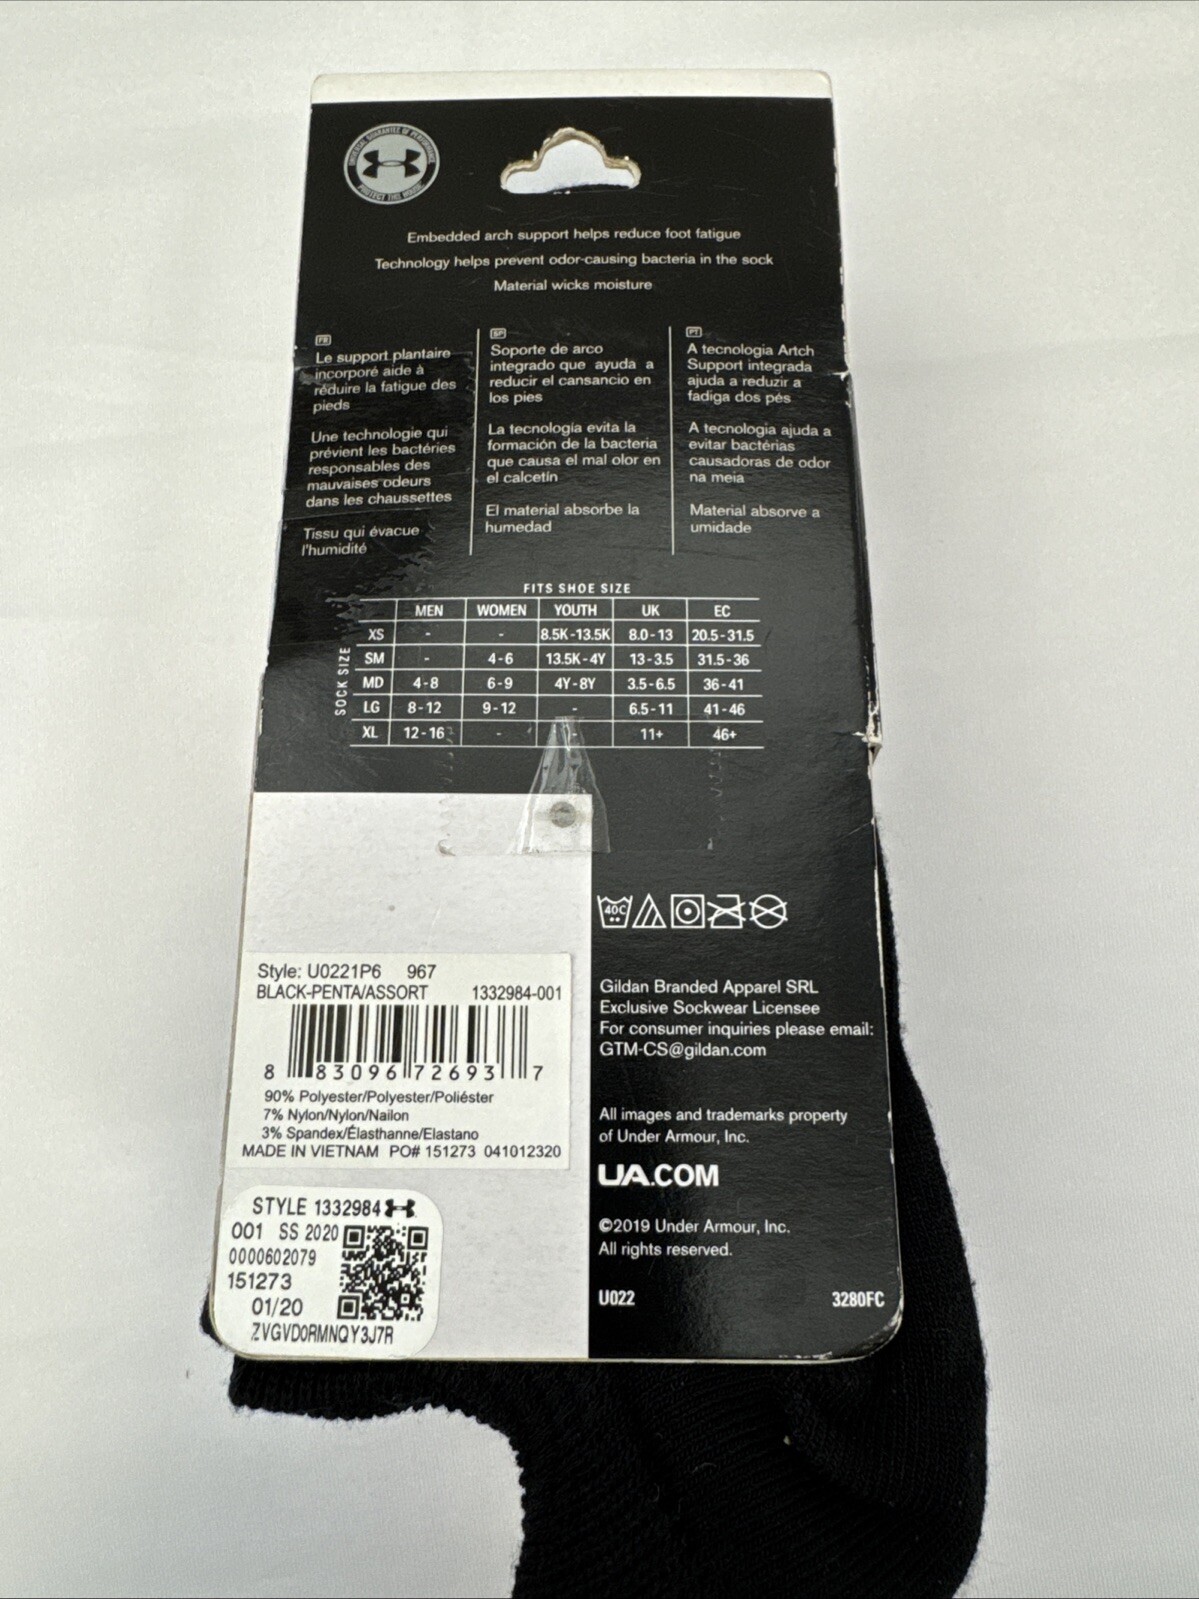 UNIVERSAL GUARANTEE OF PERFORMANCE
PROTECT THIS HOUSE
Embedded arch support helps reduce foot fatigue
Technology helps prevent odor-causing bacteria in the sock
Material wicks moisture
FR
Le support plantaire
incorporé aide à
réduire la fatigue des
pieds
Une technologie qui
prévient les bactéries
responsables des
mauvaises odeurs
dans les chaussettes
Tissu qui évacue
l'humidité
SP
Soporte de arco
integrado que ayuda a
reducir el cansancio en
los pies
La tecnología evita la
formación de la bacteria
que causa el mal olor en
el calcetín
El material absorbe la
humedad
PT
A tecnologia Artch
Support integrada
ajuda a reduzir a
fadiga dos pés
A tecnologia ajuda a
evitar bactérias
causadoras de odor
na meia
Material absorve a
umidade
FITS SHOE SIZE
MEN WOMEN YOUTH UK EC
SOCK SIZE
XS - - 8.5K-13.5K 8.0-13 20.5-31.5
SM - 4-6 13.5K-4Y 13-3.5 31.5-36
MD 4-8 6-9 4Y-8Y 3.5-6.5 36-41
LG 8-12 9-12 - 6.5-11 41-46
XL 12-16 - - 11+ 46+
40C
Style: U0221P6 967
BLACK-PENTA/ASSORT 1332984-001
8 83096 72693 7
90% Polyester/Polyester/Poliéster
7% Nylon/Nylon/Nailon
3% Spandex/Élasthanne/Elastano
MADE IN VIETNAM PO# 151273 041012320
STYLE 1332984
001 SS 2020
0000602079
151273
01/20
ZVGVD0RMNQY3J7R
Gildan Branded Apparel SRL
Exclusive Sockwear Licensee
For consumer inquiries please email:
GTM-CS@gildan.com
All images and trademarks property
of Under Armour, Inc.
UA.COM
©2019 Under Armour, Inc.
All rights reserved.
U022 3280FC